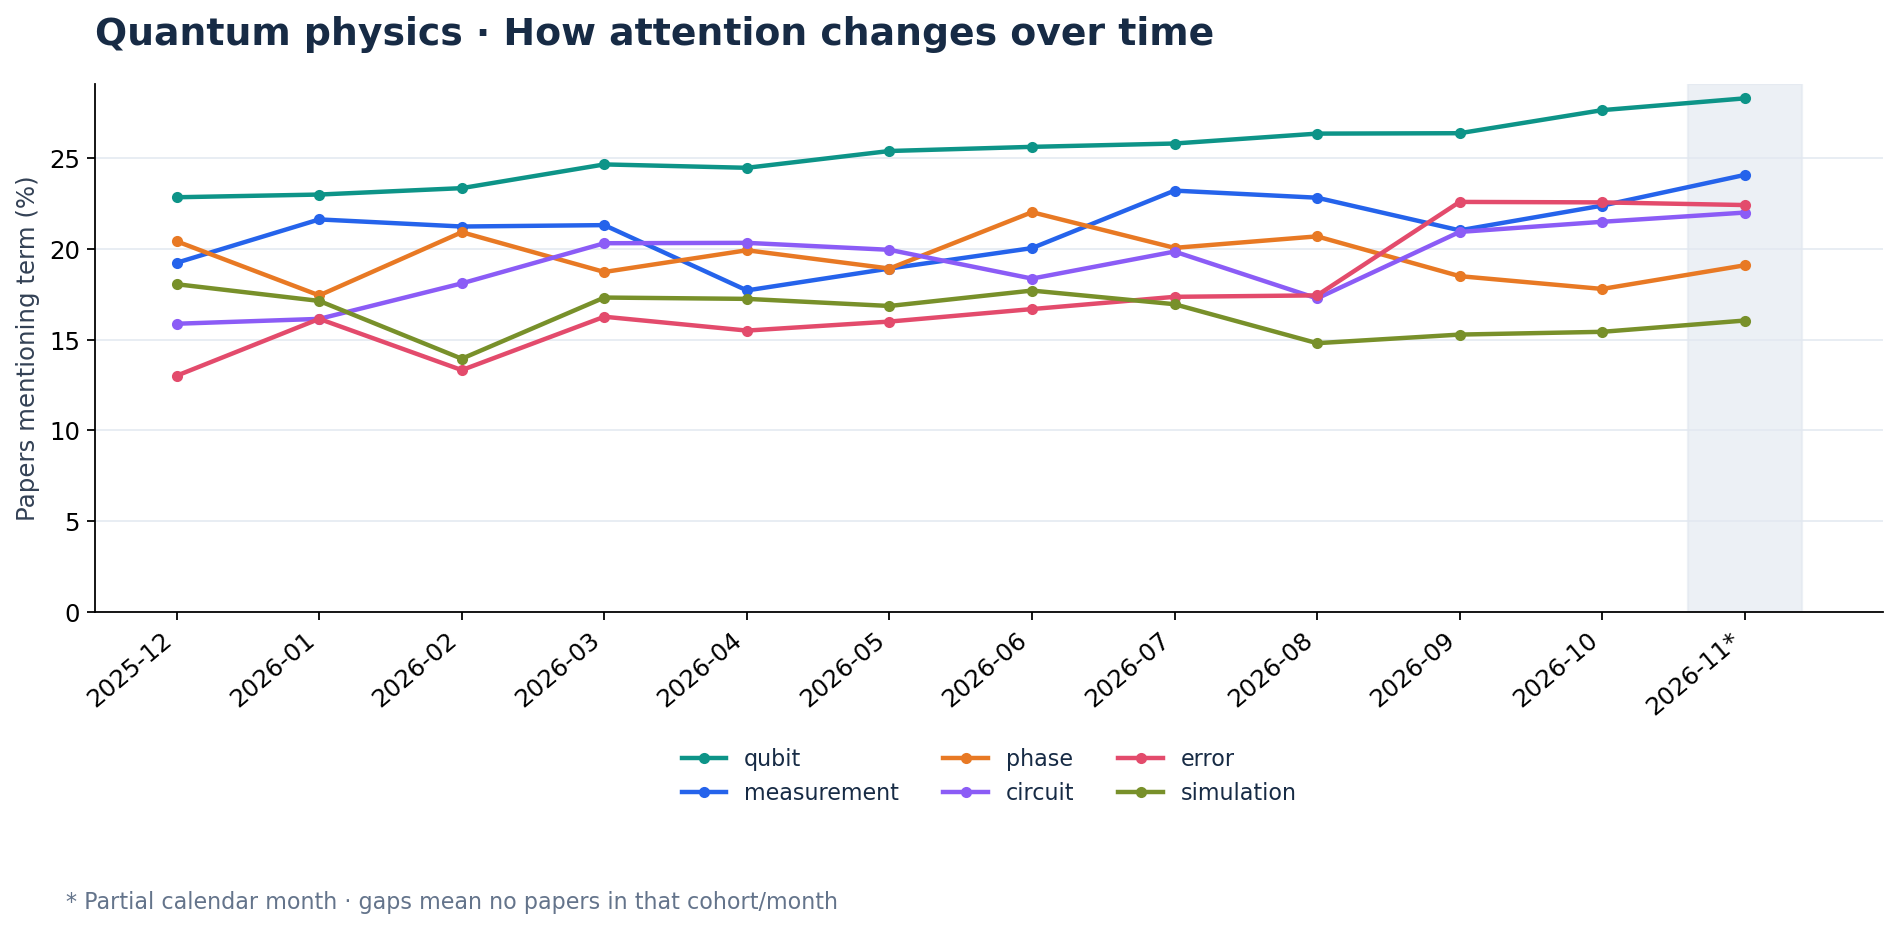 Quantum physics · How attention changes over time
Papers mentioning term (%)
25
20
15
10
5
0
2025-12
2026-01
2026-02
2026-03
2026-04
2026-05
2026-06
2026-07
2026-08
2026-09
2026-10
2026-11*
qubit
measurement
phase
circuit
error
simulation
* Partial calendar month · gaps mean no papers in that cohort/month